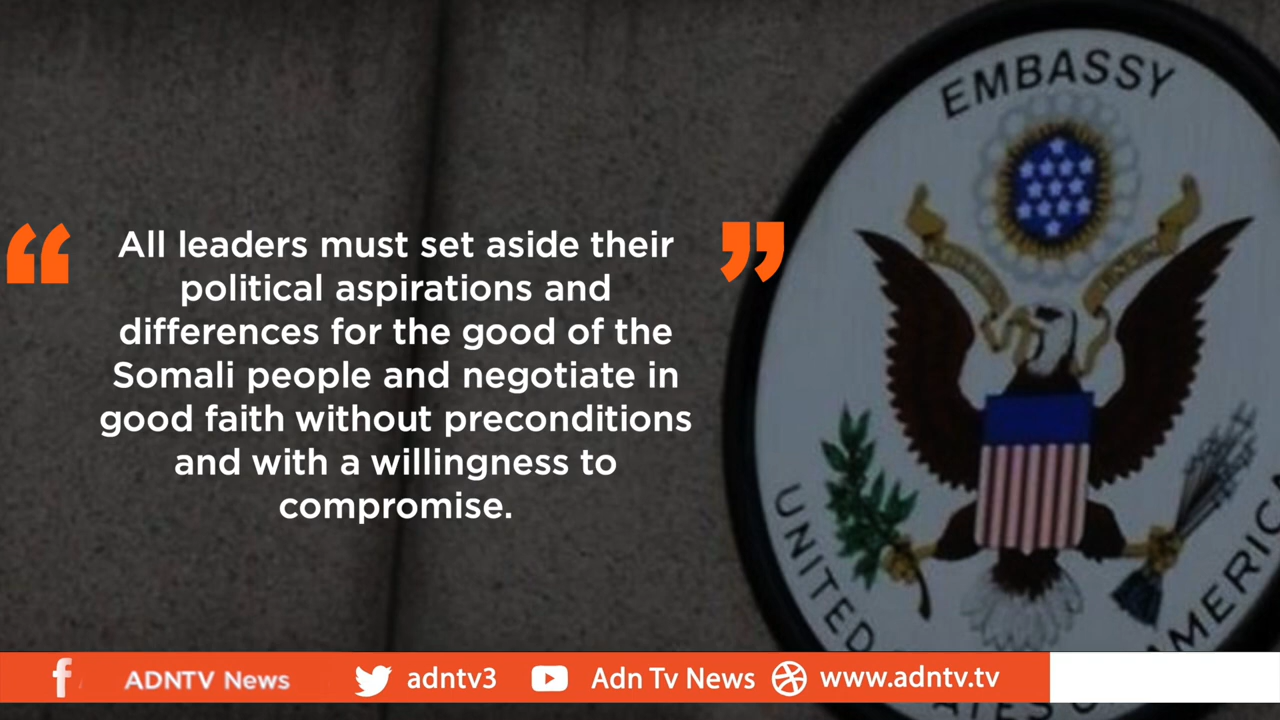 EMBASSY
“ All leaders must set aside their ”
political aspirations and
differences for the good of the
Somali people and negotiate in
good faith without preconditions
and with a willingness to
compromise.
UNITED
AMERIC
ADNTV News
adntv3
Adn Tv News
www.adntv.tv